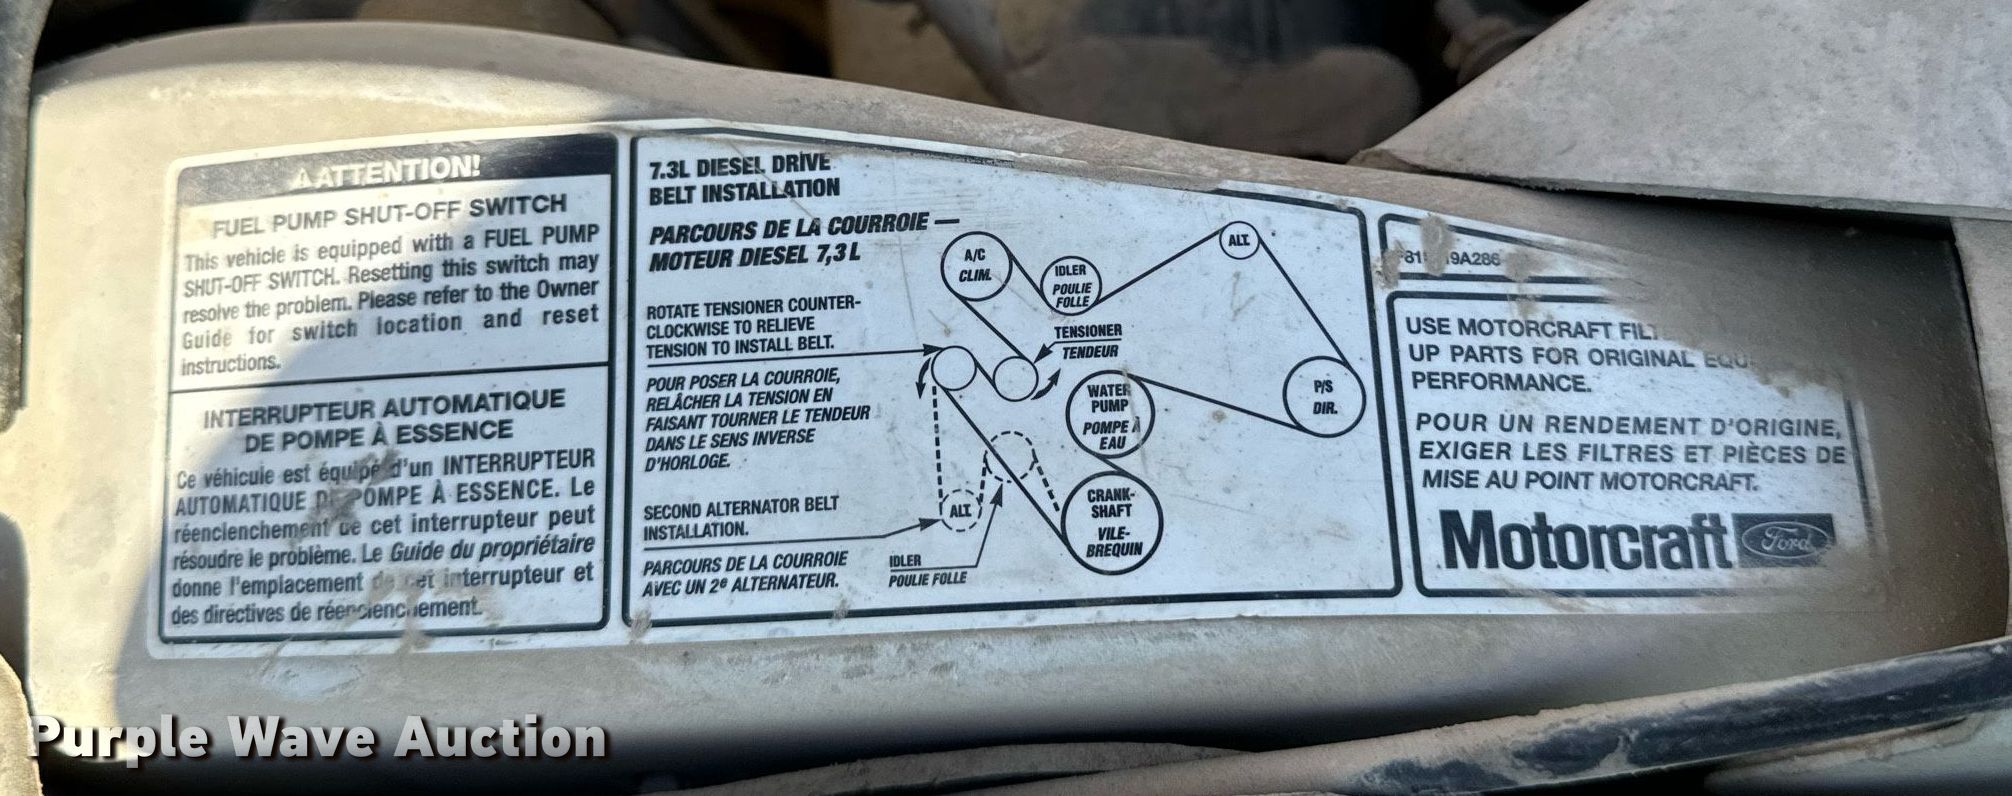 ATTENTION!
FUEL PUMP SHUT-OFF SWITCH
This vehicle is equipped with a FUEL PUMP
SHUT-OFF SWITCH. Resetting this switch may
resolve the problem. Please refer to the Owner
Guide for switch location and reset
instructions.
INTERRUPTEUR AUTOMATIQUE
DE POMPE À ESSENCE
Ce véhicule est équipé d'un INTERRUPTEUR
AUTOMATIQUE DE POMPE À ESSENCE. Le
réenclenchement de cet interrupteur peut
résoudre le problème. Le Guide du propriétaire
donne l'emplacement de cet interrupteur et
des directives de réenclenchement.
7.3L DIESEL DRIVE
BELT INSTALLATION
PARCOURS DE LA COURROIE —
MOTEUR DIESEL 7,3 L
ROTATE TENSIONER COUNTER-
CLOCKWISE TO RELIEVE
TENSION TO INSTALL BELT.
POUR POSER LA COURROIE,
RELÂCHER LA TENSION EN
FAISANT TOURNER LE TENDEUR
DANS LE SENS INVERSE
D'HORLOGE.
SECOND ALTERNATOR BELT
INSTALLATION.
PARCOURS DE LA COURROIE
AVEC UN 2e ALTERNATEUR.
A/C
CLIM.
IDLER
POULIE
FOLLE
ALT.
TENSIONER
TENDEUR
WATER
PUMP
POMPE À
EAU
P/S
DIR.
ALT.
CRANK-
SHAFT
VILE-
BREQUIN
IDLER
POULIE FOLLE
9A286
USE MOTORCRAFT
UP PARTS FOR ORIGINAL
PERFORMANCE.
POUR UN RENDEMENT D'ORIGINE,
EXIGER LES FILTRES ET PIÈCES DE
MISE AU POINT MOTORCRAFT.
Motorcraft Ford
Purple Wave Auction